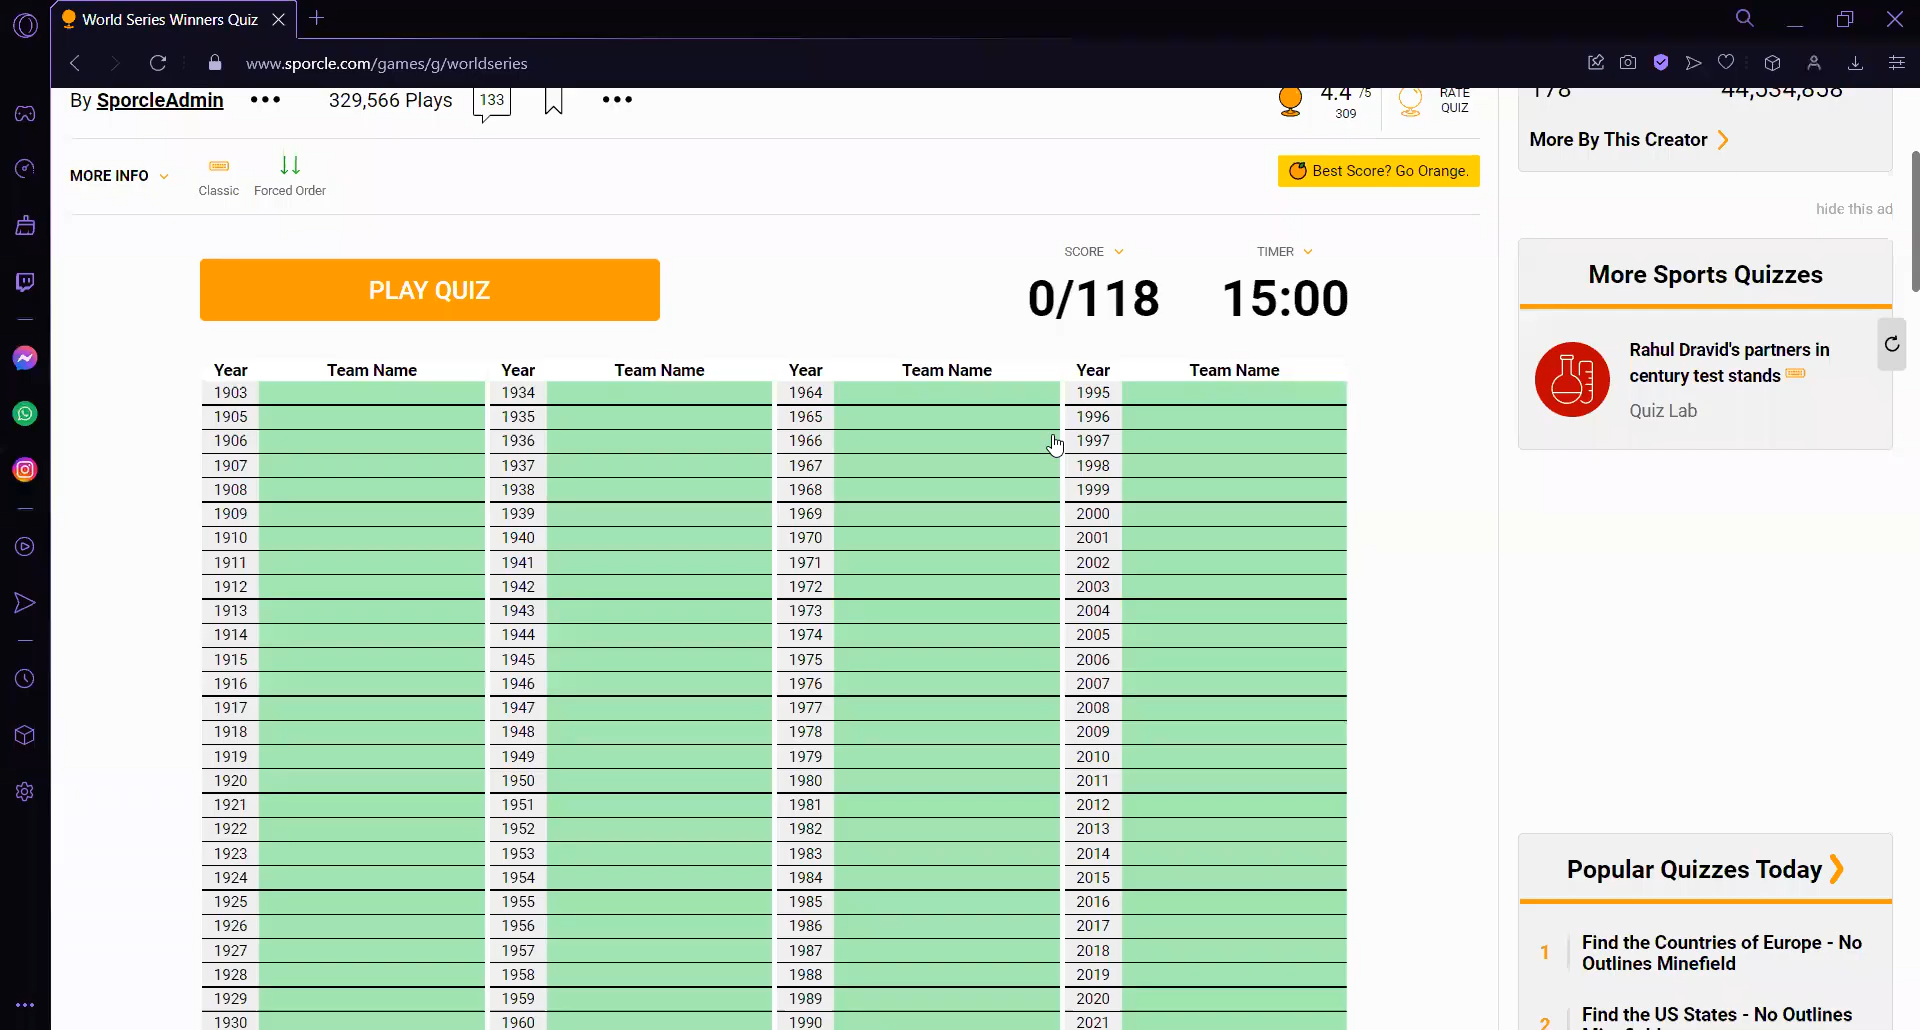 World Series Winners Quiz
www.sporcle.com/games/g/worldseries
By SporcleAdmin ••• 329,566 Plays 133 •••
4.4 /5
309
RATE
QUIZ
178 44,534,858
More By This Creator
MORE INFO
Classic
Forced Order
Best Score? Go Orange.
hide this ad
PLAY QUIZ
SCORE
0/118
TIMER
15:00
More Sports Quizzes
Rahul Dravid's partners in
century test stands
Quiz Lab
Year Team Name Year Team Name Year Team Name Year Team Name
1903 1934 1964 1995
1905 1935 1965 1996
1906 1936 1966 1997
1907 1937 1967 1998
1908 1938 1968 1999
1909 1939 1969 2000
1910 1940 1970 2001
1911 1941 1971 2002
1912 1942 1972 2003
1913 1943 1973 2004
1914 1944 1974 2005
1915 1945 1975 2006
1916 1946 1976 2007
1917 1947 1977 2008
1918 1948 1978 2009
1919 1949 1979 2010
1920 1950 1980 2011
1921 1951 1981 2012
1922 1952 1982 2013
1923 1953 1983 2014
1924 1954 1984 2015
1925 1955 1985 2016
1926 1956 1986 2017
1927 1957 1987 2018
1928 1958 1988 2019
1929 1959 1989 2020
1930 1960 1990 2021
Popular Quizzes Today
1 Find the Countries of Europe - No
Outlines Minefield
2 Find the US States - No Outlines